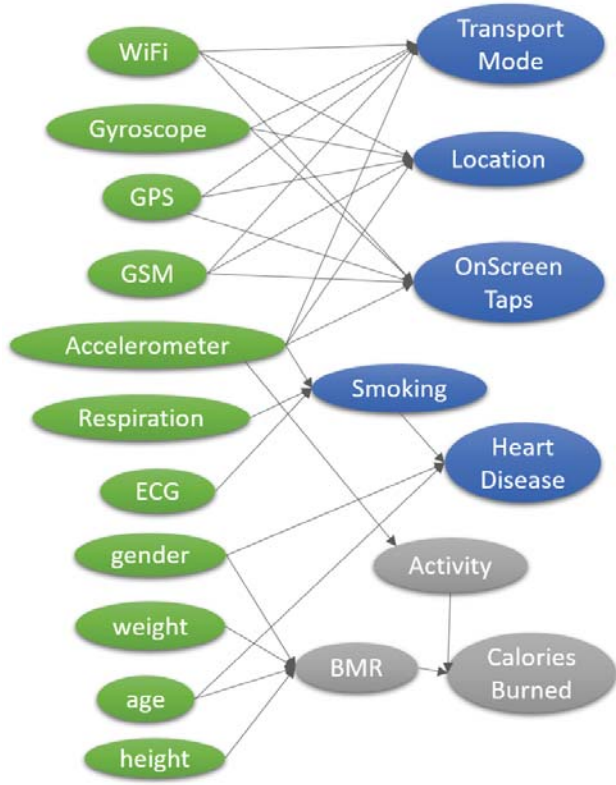 WiFi
Transport
Mode
Gyroscope
Location
GPS
GSM
OnScreen
Taps
Accelerometer
Smoking
Respiration
Heart
Disease
ECG
gender
Activity
weight
BMR
Calories
Burned
age
height